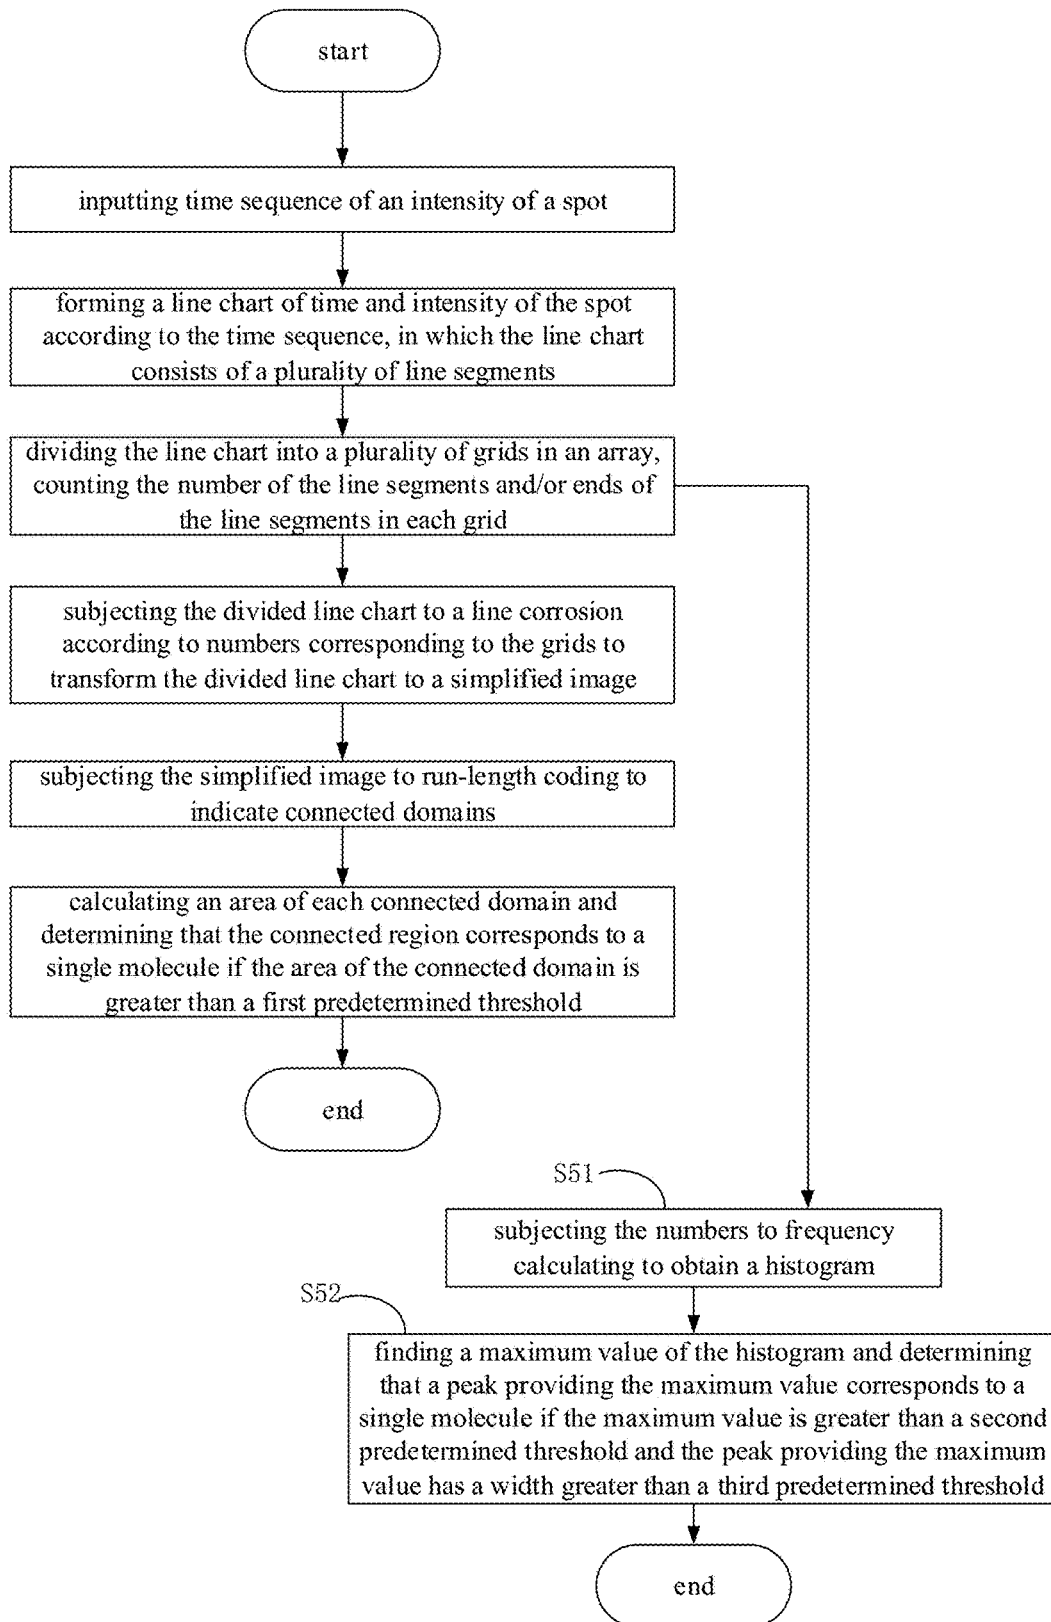 start
inputting time sequence of an intensity of a spot
forming a line chart of time and intensity of the spot
according to the time sequence, in which the line chart
consists of a plurality of line segments
dividing the line chart into a plurality of grids in an array,
counting the number of the line segments and/or ends of
the line segments in each grid
subjecting the divided line chart to a line corrosion
according to numbers corresponding to the grids to
transform the divided line chart to a simplified image
subjecting the simplified image to run-length coding to
indicate connected domains
calculating an area of each connected domain and
determining that the connected region corresponds to a
single molecule if the area of the connected domain is
greater than a first predetermined threshold
end
S51
subjecting the numbers to frequency
calculating to obtain a histogram
S52
finding a maximum value of the histogram and determining
that a peak providing the maximum value corresponds to a
single molecule if the maximum value is greater than a second
predetermined threshold and the peak providing the maximum
value has a width greater than a third predetermined threshold
end